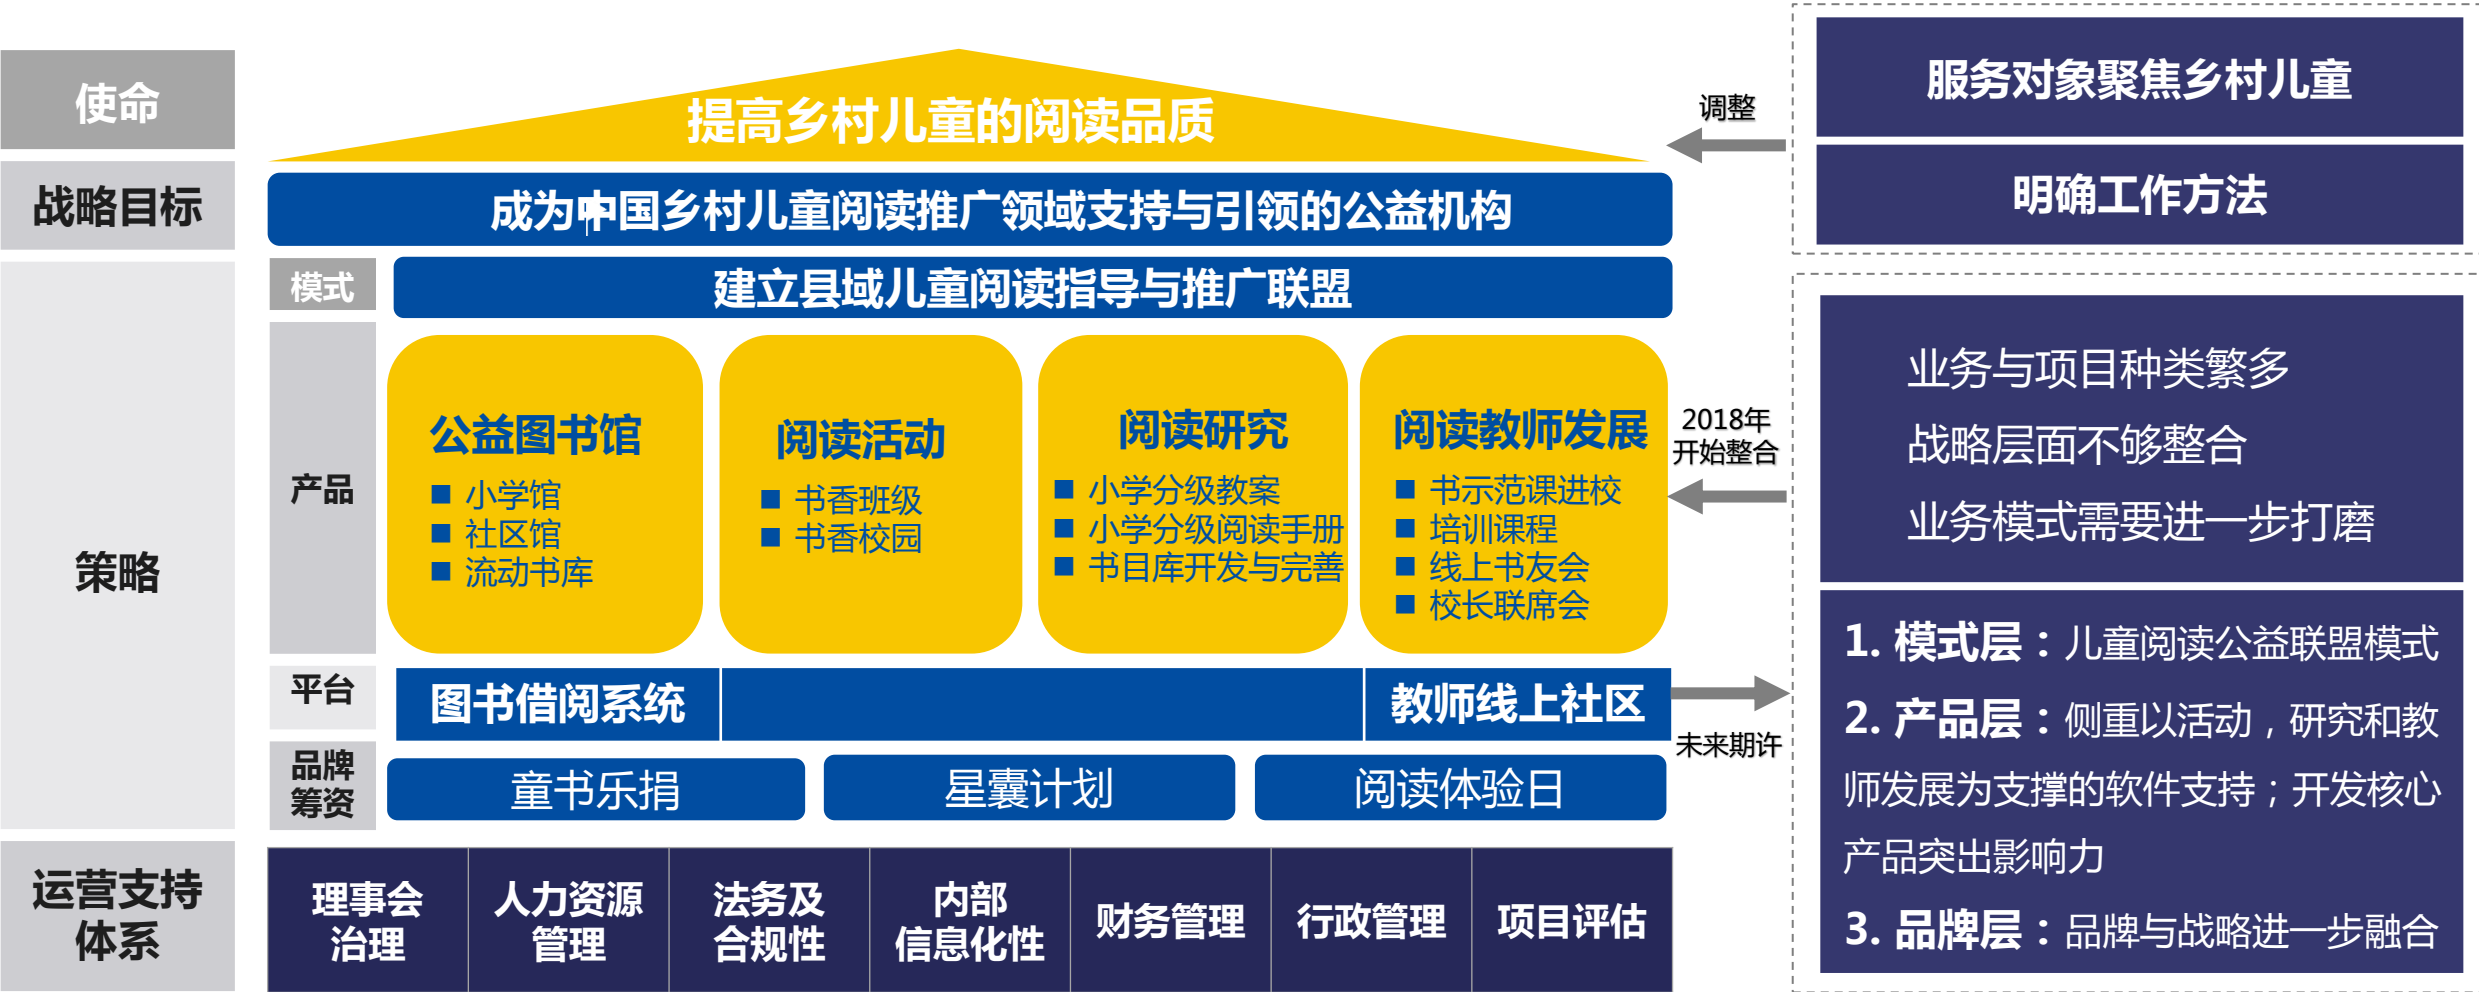 使命
提高乡村儿童的阅读品质
战略目标
成为中国乡村儿童阅读推广领域支持与引领的公益机构
策略
模式
建立县域儿童阅读指导与推广联盟
产品
公益图书馆
■ 小学馆
■ 社区馆
■ 流动书库
阅读活动
■ 书香班级
■ 书香校园
阅读研究
■ 小学分级教案
■ 小学分级阅读手册
■ 书目库开发与完善
阅读教师发展
■ 书示范课进校
■ 培训课程
■ 线上书友会
■ 校长联席会
平台
图书借阅系统
教师线上社区
品牌
筹资
童书乐捐
星囊计划
阅读体验日
运营支持
体系
理事会
治理
人力资源
管理
法务及
合规性
内部
信息化性
财务管理
行政管理
项目评估
调整
服务对象聚焦乡村儿童
明确工作方法
2018年
开始整合
业务与项目种类繁多
战略层面不够整合
业务模式需要进一步打磨
未来期许
1. 模式层：儿童阅读公益联盟模式
2. 产品层：侧重以活动，研究和教
师发展为支撑的软件支持；开发核心
产品突出影响力
3. 品牌层：品牌与战略进一步融合